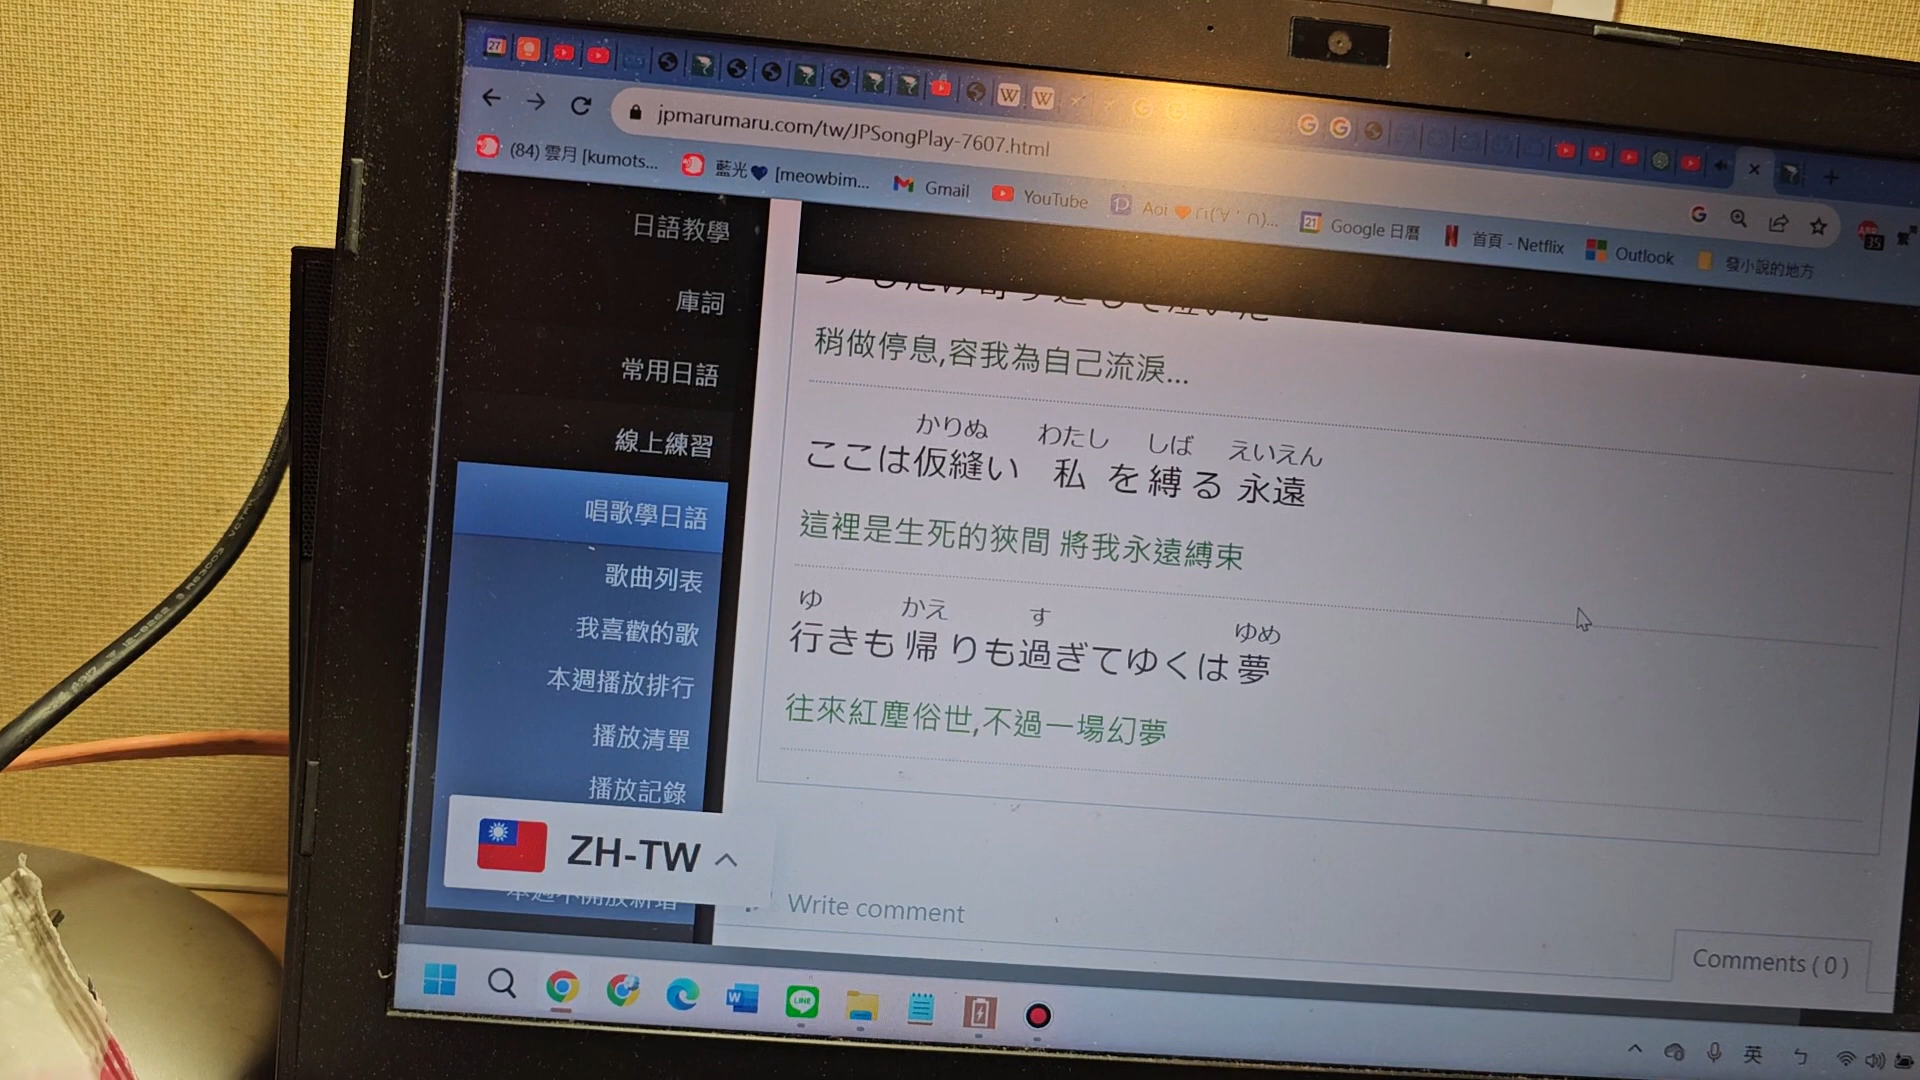 jpmarumaru.com/tw/JPSongPlay-7607.html
(84) 雲月 [kumots...
藍光💙 [meowbim...
Gmail
YouTube
Google 日曆
首頁 - Netflix
Outlook
發小說的地方
日語教學
庫詞
常用日語
線上練習
唱歌學日語
歌曲列表
我喜歡的歌
本週播放排行
播放清單
播放記錄
ZH-TW
稍做停息,容我為自己流淚...
かりぬ わたし しば えいえん
ここは仮縫い 私を縛る 永遠
這裡是生死的狹間 將我永遠縛束
ゆ かえ す ゆめ
行きも帰りも過ぎてゆくは夢
往來紅塵俗世,不過一場幻夢
Write comment
Comments ( 0 )
英
ㄅ